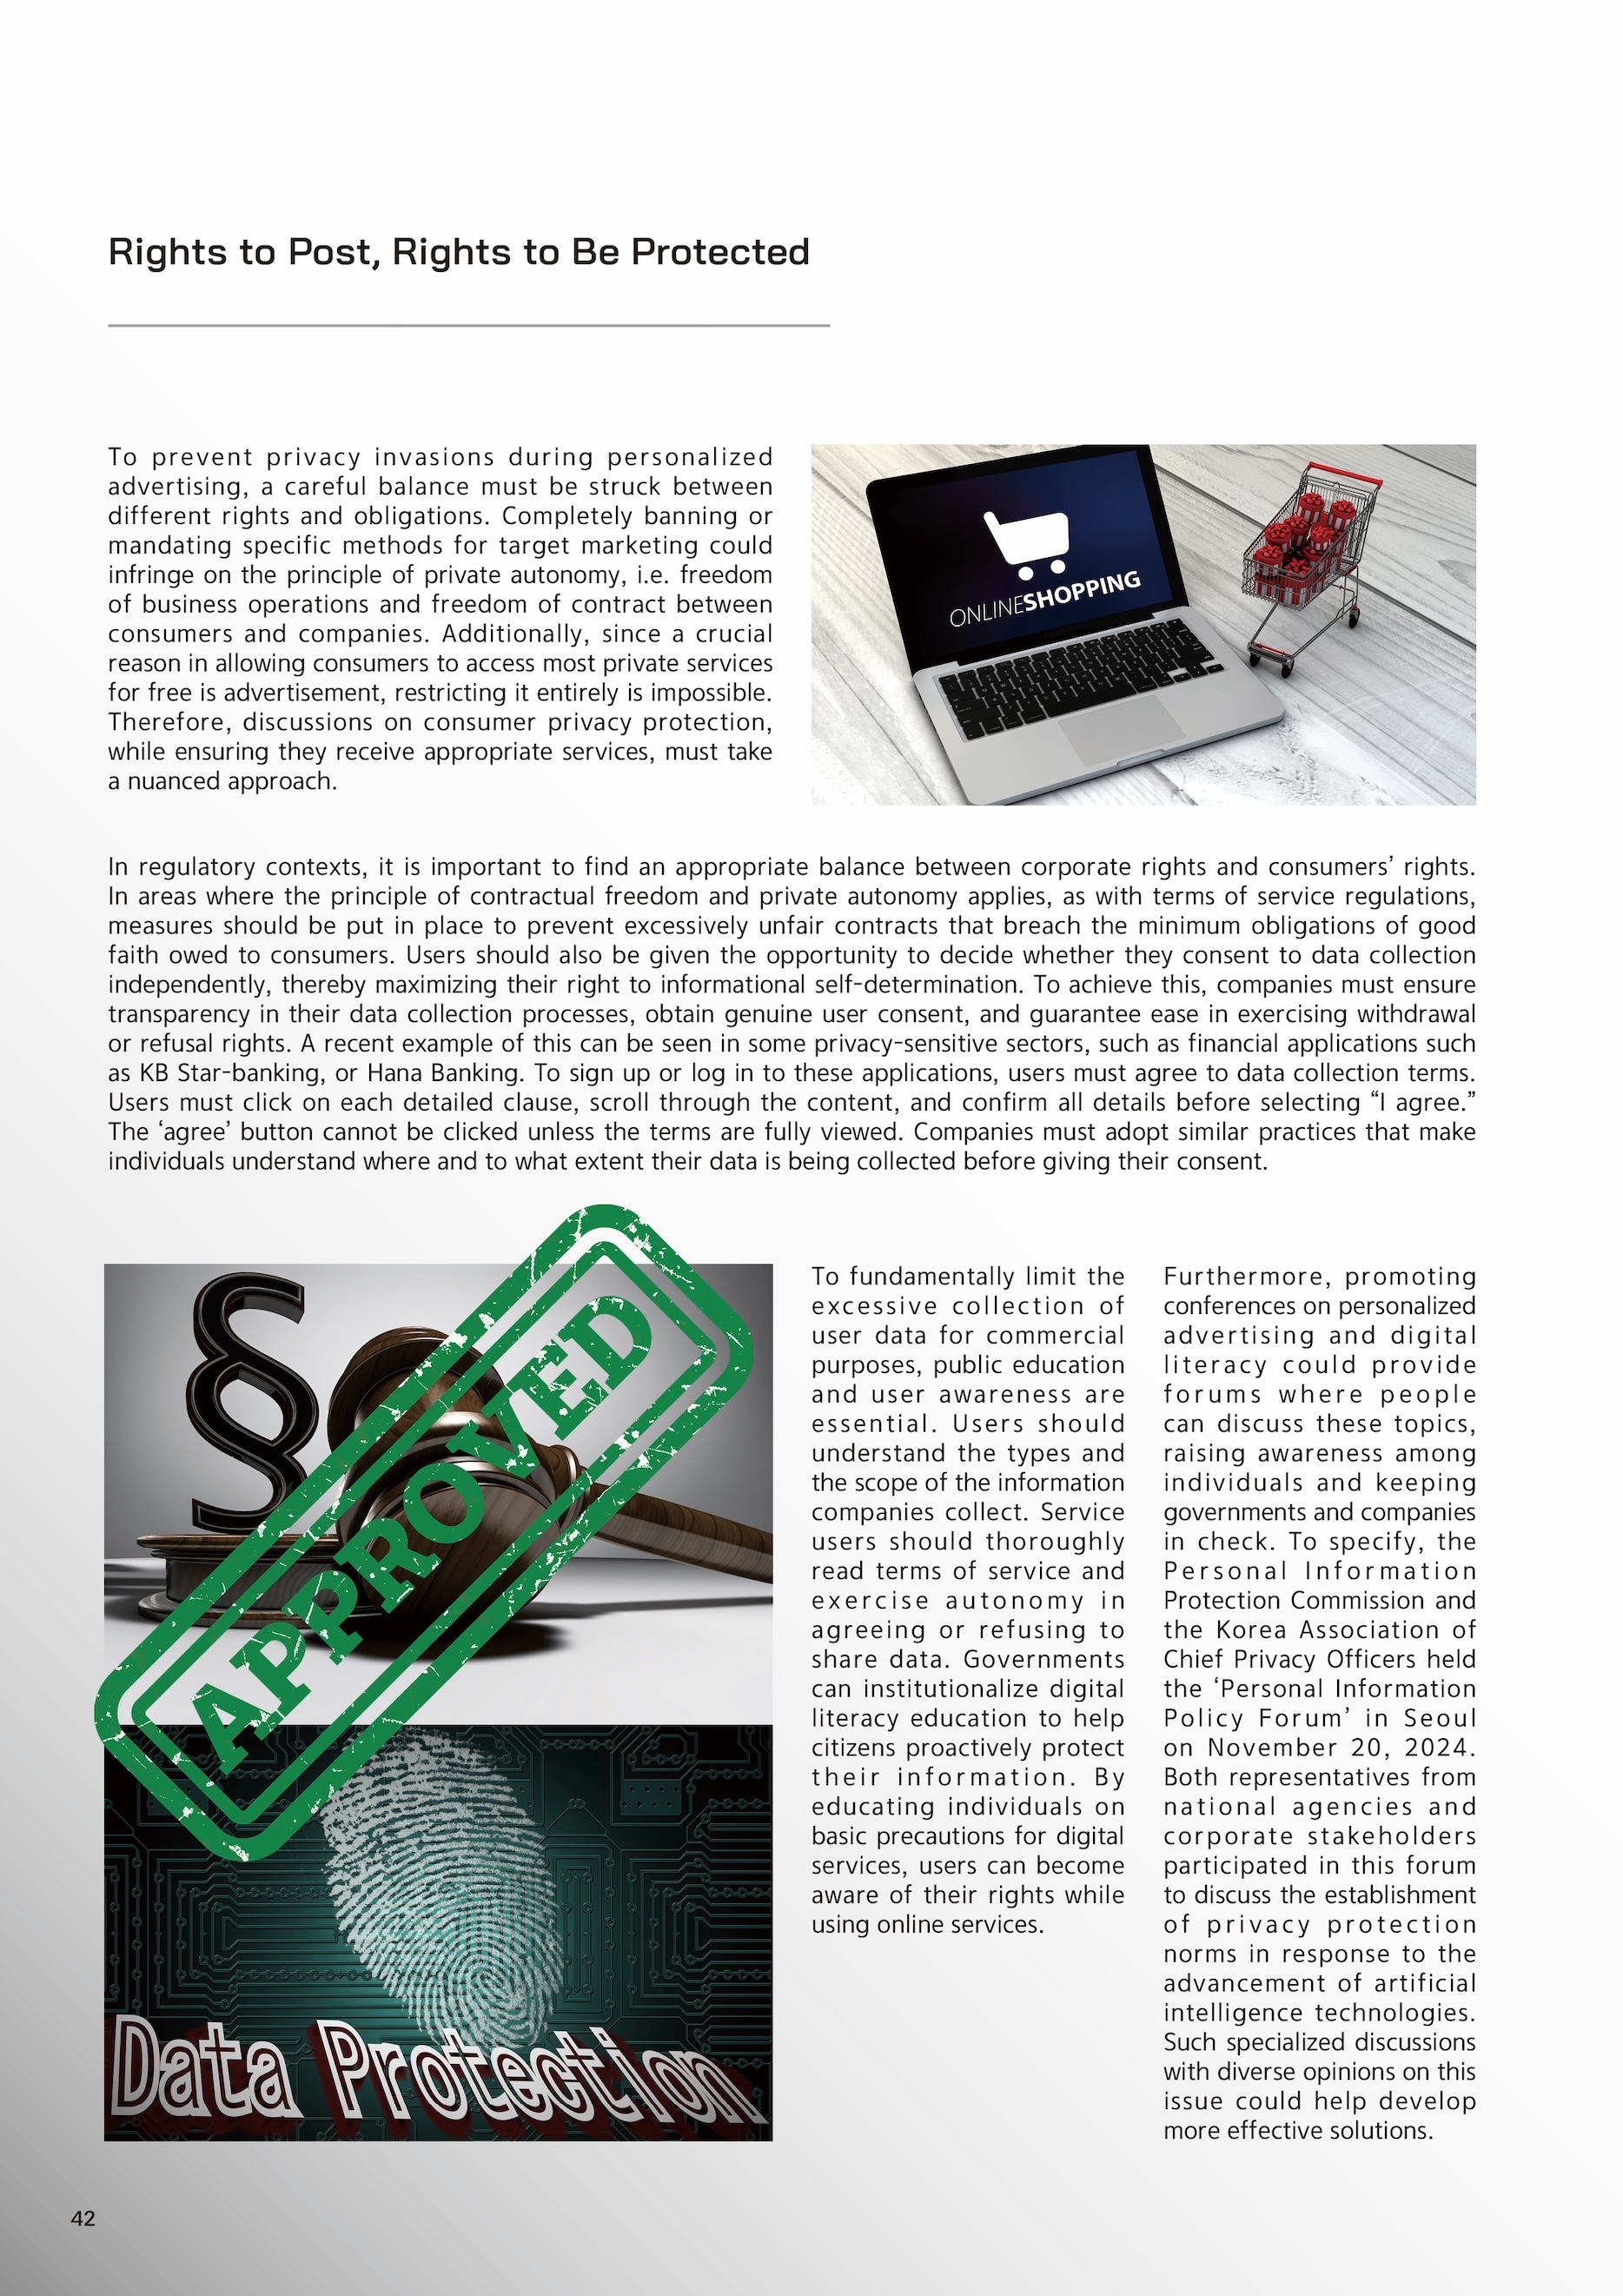 Rights to Post, Rights to Be Protected
To prevent privacy invasions during personalized
advertising, a careful balance must be struck between
different rights and obligations. Completely banning or
mandating specific methods for target marketing could
infringe on the principle of private autonomy, i.e. freedom
of business operations and freedom of contract between
consumers and companies. Additionally, since a crucial
reason in allowing consumers to access most private services
for free is advertisement, restricting it entirely is impossible.
Therefore, discussions on consumer privacy protection,
while ensuring they receive appropriate services, must take
a nuanced approach.
ONLINESHOPPING
In regulatory contexts, it is important to find an appropriate balance between corporate rights and consumers’ rights.
In areas where the principle of contractual freedom and private autonomy applies, as with terms of service regulations,
measures should be put in place to prevent excessively unfair contracts that breach the minimum obligations of good
faith owed to consumers. Users should also be given the opportunity to decide whether they consent to data collection
independently, thereby maximizing their right to informational self-determination. To achieve this, companies must ensure
transparency in their data collection processes, obtain genuine user consent, and guarantee ease in exercising withdrawal
or refusal rights. A recent example of this can be seen in some privacy-sensitive sectors, such as financial applications such
as KB Star-banking, or Hana Banking. To sign up or log in to these applications, users must agree to data collection terms.
Users must click on each detailed clause, scroll through the content, and confirm all details before selecting “I agree.”
The ‘agree’ button cannot be clicked unless the terms are fully viewed. Companies must adopt similar practices that make
individuals understand where and to what extent their data is being collected before giving their consent.
§
APPROVED
Data Protection
To fundamentally limit the
excessive collection of
user data for commercial
purposes, public education
and user awareness are
essential. Users should
understand the types and
the scope of the information
companies collect. Service
users should thoroughly
read terms of service and
exercise autonomy in
agreeing or refusing to
share data. Governments
can institutionalize digital
literacy education to help
citizens proactively protect
their information. By
educating individuals on
basic precautions for digital
services, users can become
aware of their rights while
using online services.
Furthermore, promoting
conferences on personalized
advertising and digital
literacy could provide
forums where people
can discuss these topics,
raising awareness among
individuals and keeping
governments and companies
in check. To specify, the
Personal Information
Protection Commission and
the Korea Association of
Chief Privacy Officers held
the ‘Personal Information
Policy Forum’ in Seoul
on November 20, 2024.
Both representatives from
national agencies and
corporate stakeholders
participated in this forum
to discuss the establishment
of privacy protection
norms in response to the
advancement of artificial
intelligence technologies.
Such specialized discussions
with diverse opinions on this
issue could help develop
more effective solutions.
42